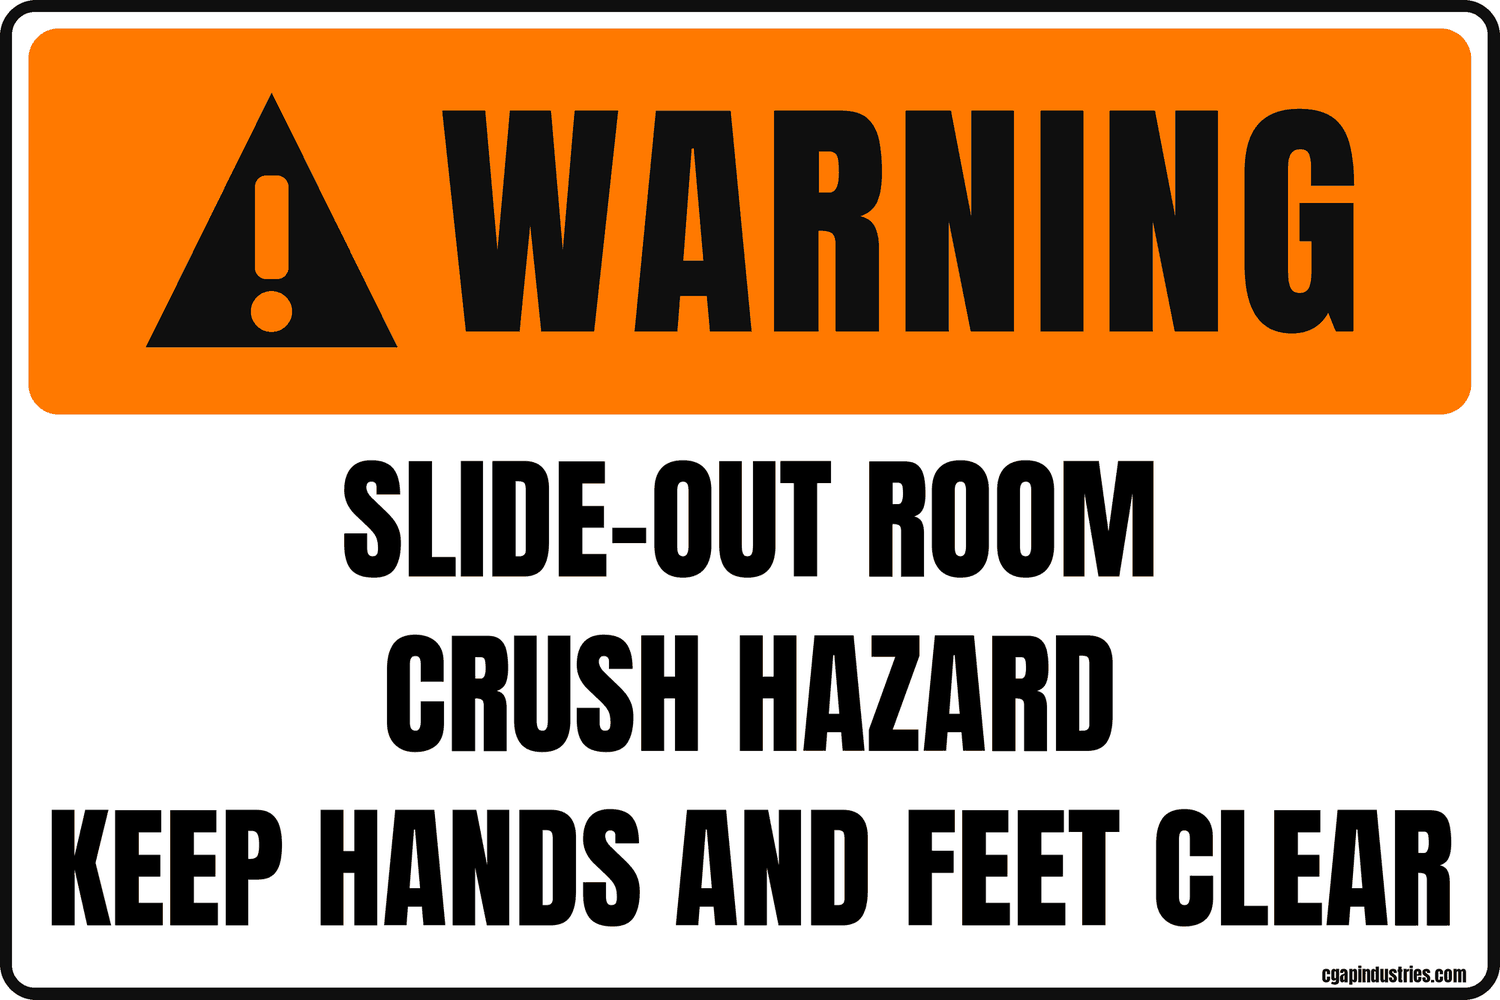 WARNING
SLIDE-OUT ROOM
CRUSH HAZARD
KEEP HANDS AND FEET CLEAR
cgapindustries.com